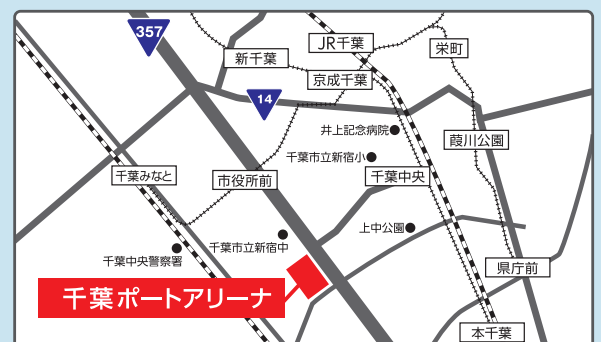 357
JR千葉
栄町
新千葉
京成千葉
14
井上記念病院
葭川公園
千葉市立新宿小
千葉みなと
市役所前
千葉中央
上中公園
千葉市立新宿中
千葉中央警察署
県庁前
千葉ポートアリーナ
本千葉